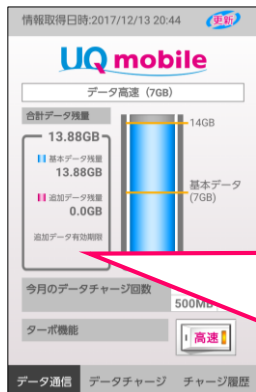 情報取得日時:2017/12/13 20:44
更新
UQ mobile
データ高速（7GB）
合計データ残量
13.88GB
基本データ残量
13.88GB
追加データ残量
0.0GB
追加データ有効期限
14GB
基本データ
(7GB)
今月のデータチャージ回数
500MB
ターボ機能
高速
データ通信 データチャージ チャージ履歴